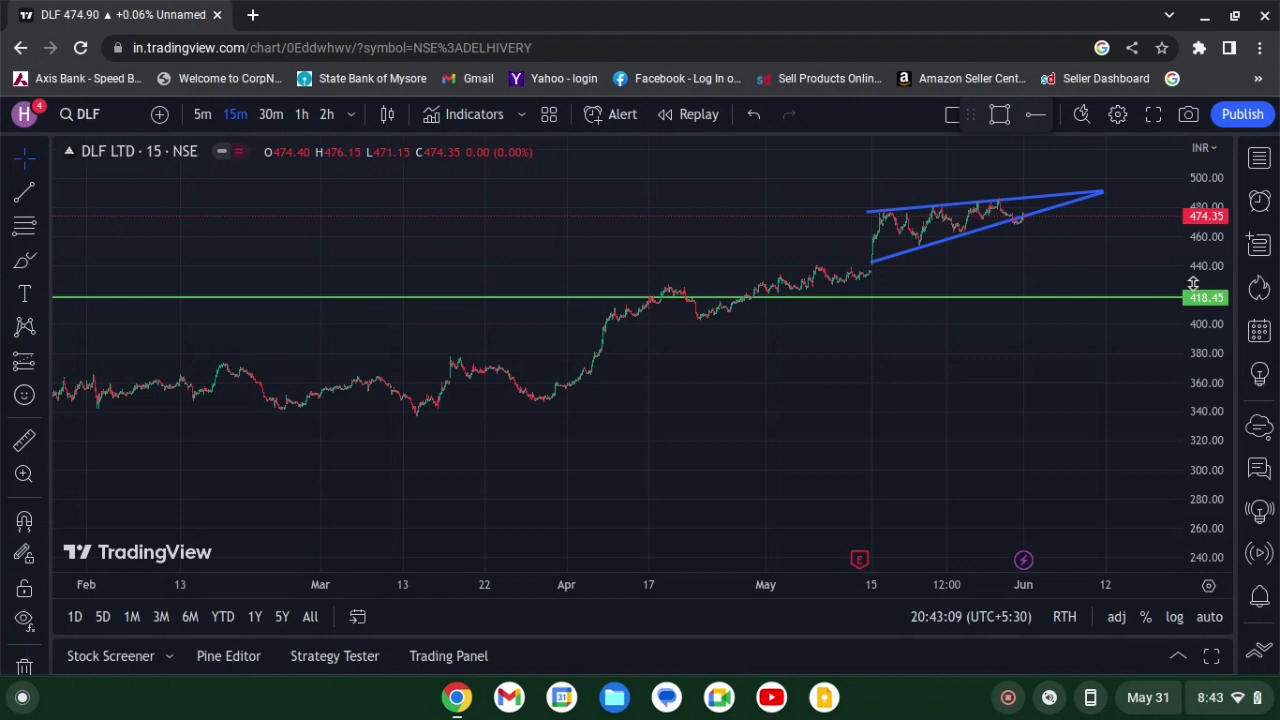 DLF 474.90 ▲ +0.06% Unnamed
in.tradingview.com/chart/0Eddwhwv/?symbol=NSE%3ADELHIVERY
Axis Bank - Speed B... Welcome to CorpN... State Bank of Mysore Gmail Yahoo - login Facebook - Log In o... Sell Products Onlin... Amazon Seller Cent... Seller Dashboard »
H 4 DLF 5m 15m 30m 1h 2h Indicators Alert Replay Publish
DLF LTD · 15 · NSE O474.40 H476.15 L471.15 C474.35 0.00 (0.00%) INR
500.00
480.00
474.35
460.00
440.00
418.45
400.00
380.00
360.00
340.00
320.00
300.00
280.00
260.00
240.00
TradingView
E
Feb 13 Mar 13 22 Apr 17 May 15 12:00 Jun 12
1D 5D 1M 3M 6M YTD 1Y 5Y All 20:43:09 (UTC+5:30) RTH adj % log auto
Stock Screener Pine Editor Strategy Tester Trading Panel
May 31 8:43